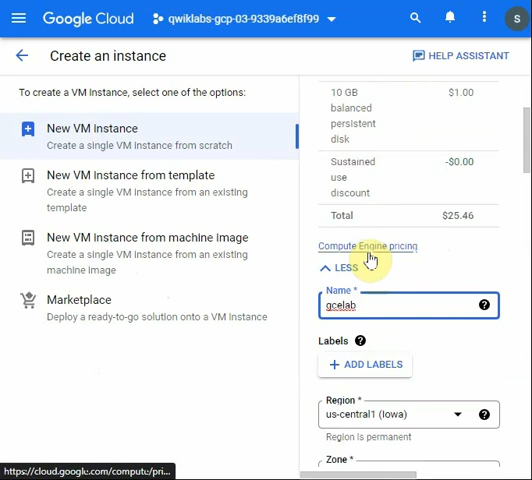 Google Cloud
qwiklabs-gcp-03-9339a6ef8f99
S
Create an instance
HELP ASSISTANT
To create a VM Instance, select one of the options:
New VM Instance
Create a single VM Instance from scratch
New VM Instance from template
Create a single VM Instance from an existing
template
New VM Instance from machine Image
Create a single VM Instance from an existing
machine Image
Marketplace
Deploy a ready-to-go solution onto a VM Instance
10 GB
balanced
persistent
disk
$1.00
Sustained
use
discount
-$0.00
Total
$25.46
Compute Engine pricing
LESS
Name *
gcelab
Labels
+ ADD LABELS
Region *
us-central1 (Iowa)
Region is permanent
Zone *
https://cloud.google.com/compute/pri...